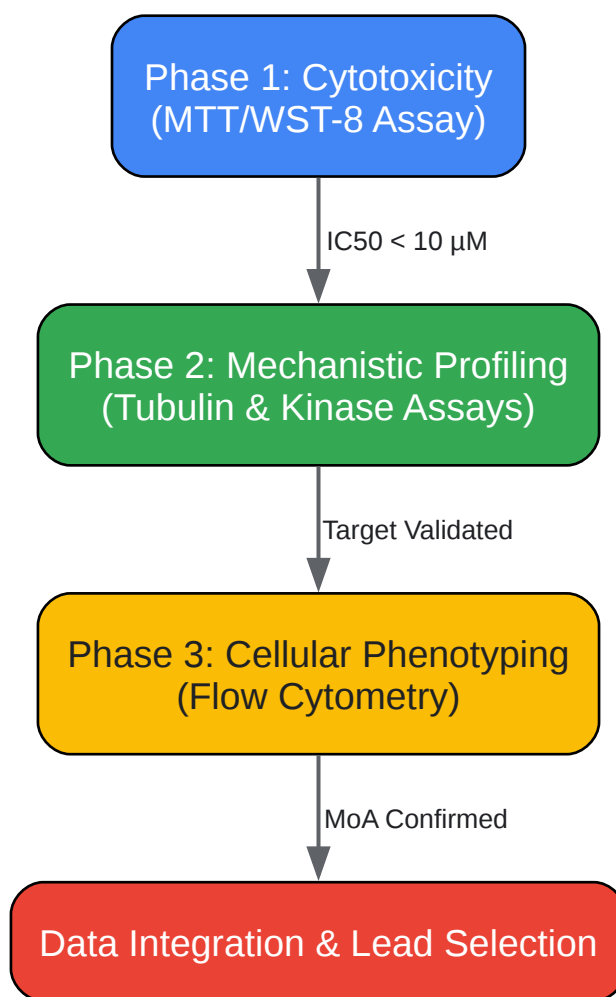 Phase 1: Cytotoxicity
(MTT/WST-8 Assay)
IC50 < 10 µM
Phase 2: Mechanistic Profiling
(Tubulin & Kinase Assays)
Target Validated
Phase 3: Cellular Phenotyping
(Flow Cytometry)
MoA Confirmed
Data Integration & Lead Selection